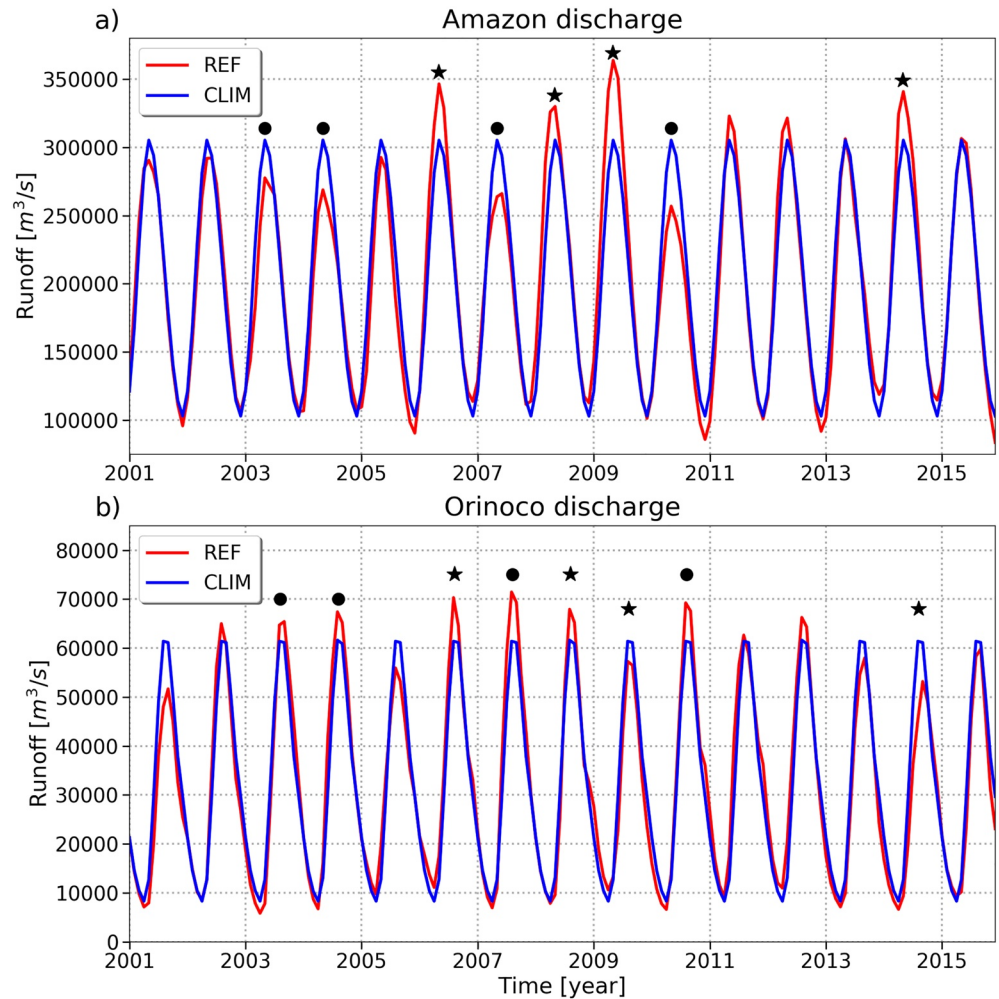 a) Amazon discharge
REF
CLIM
350000
300000
250000
200000
150000
100000
Runoff [m³/s]
2001 2003 2005 2007 2009 2011 2013 2015
b) Orinoco discharge
REF
CLIM
80000
70000
60000
50000
40000
30000
20000
10000
0
Runoff [m³/s]
2001 2003 2005 2007 2009 2011 2013 2015
Time [year]